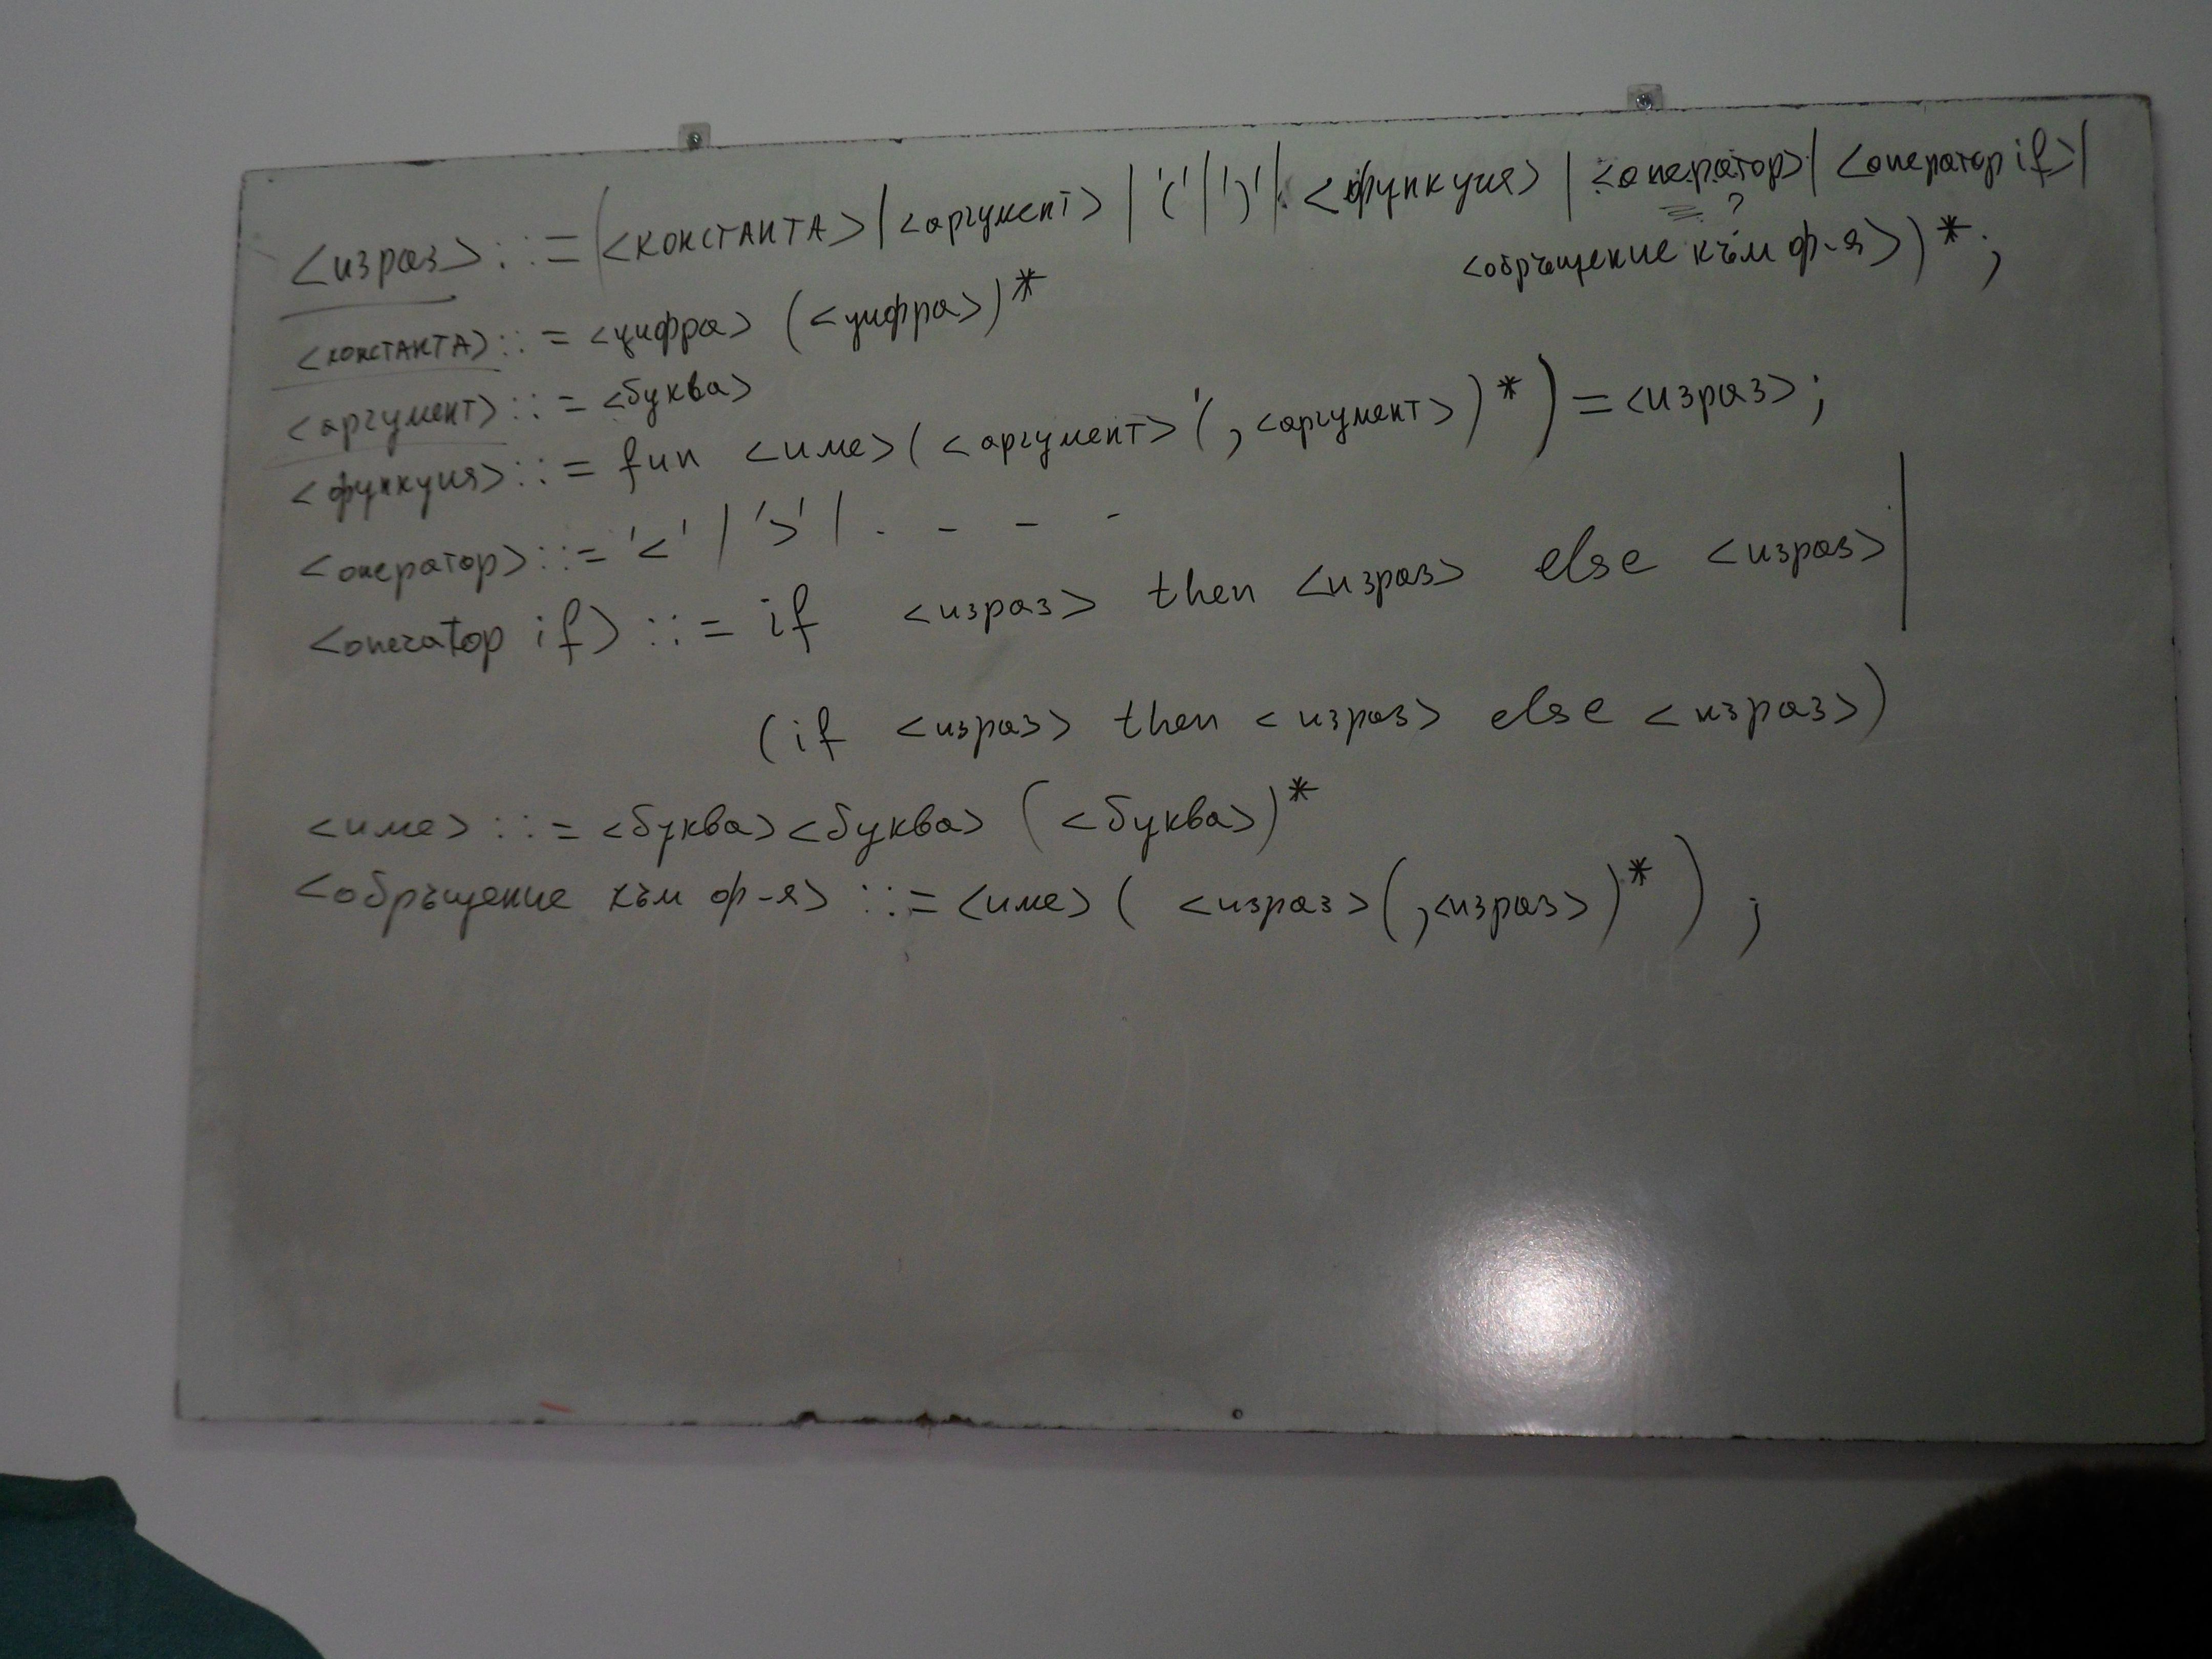 <израз> ::= (<константа>|<аргумент>|'('|')'|<функция>|<оператор>|<оператор if>|
?
<обръщение към ф-я>)*;
<константа> ::= <цифра> (<цифра>)*
<аргумент> ::= <буква>
<функция> ::= fun <име>(<аргумент>'(,<аргумент>)'*) = <израз>;
<оператор> ::= '<' | '>' | . - - -
<оператор if> ::= if <израз> then <израз> else <израз>|
(if <израз> then <израз> else <израз>)
<име> ::= <буква><буква> (<буква>)*
<обръщение към ф-я> ::= <име> ( <израз>(,<израз>)* ) ;